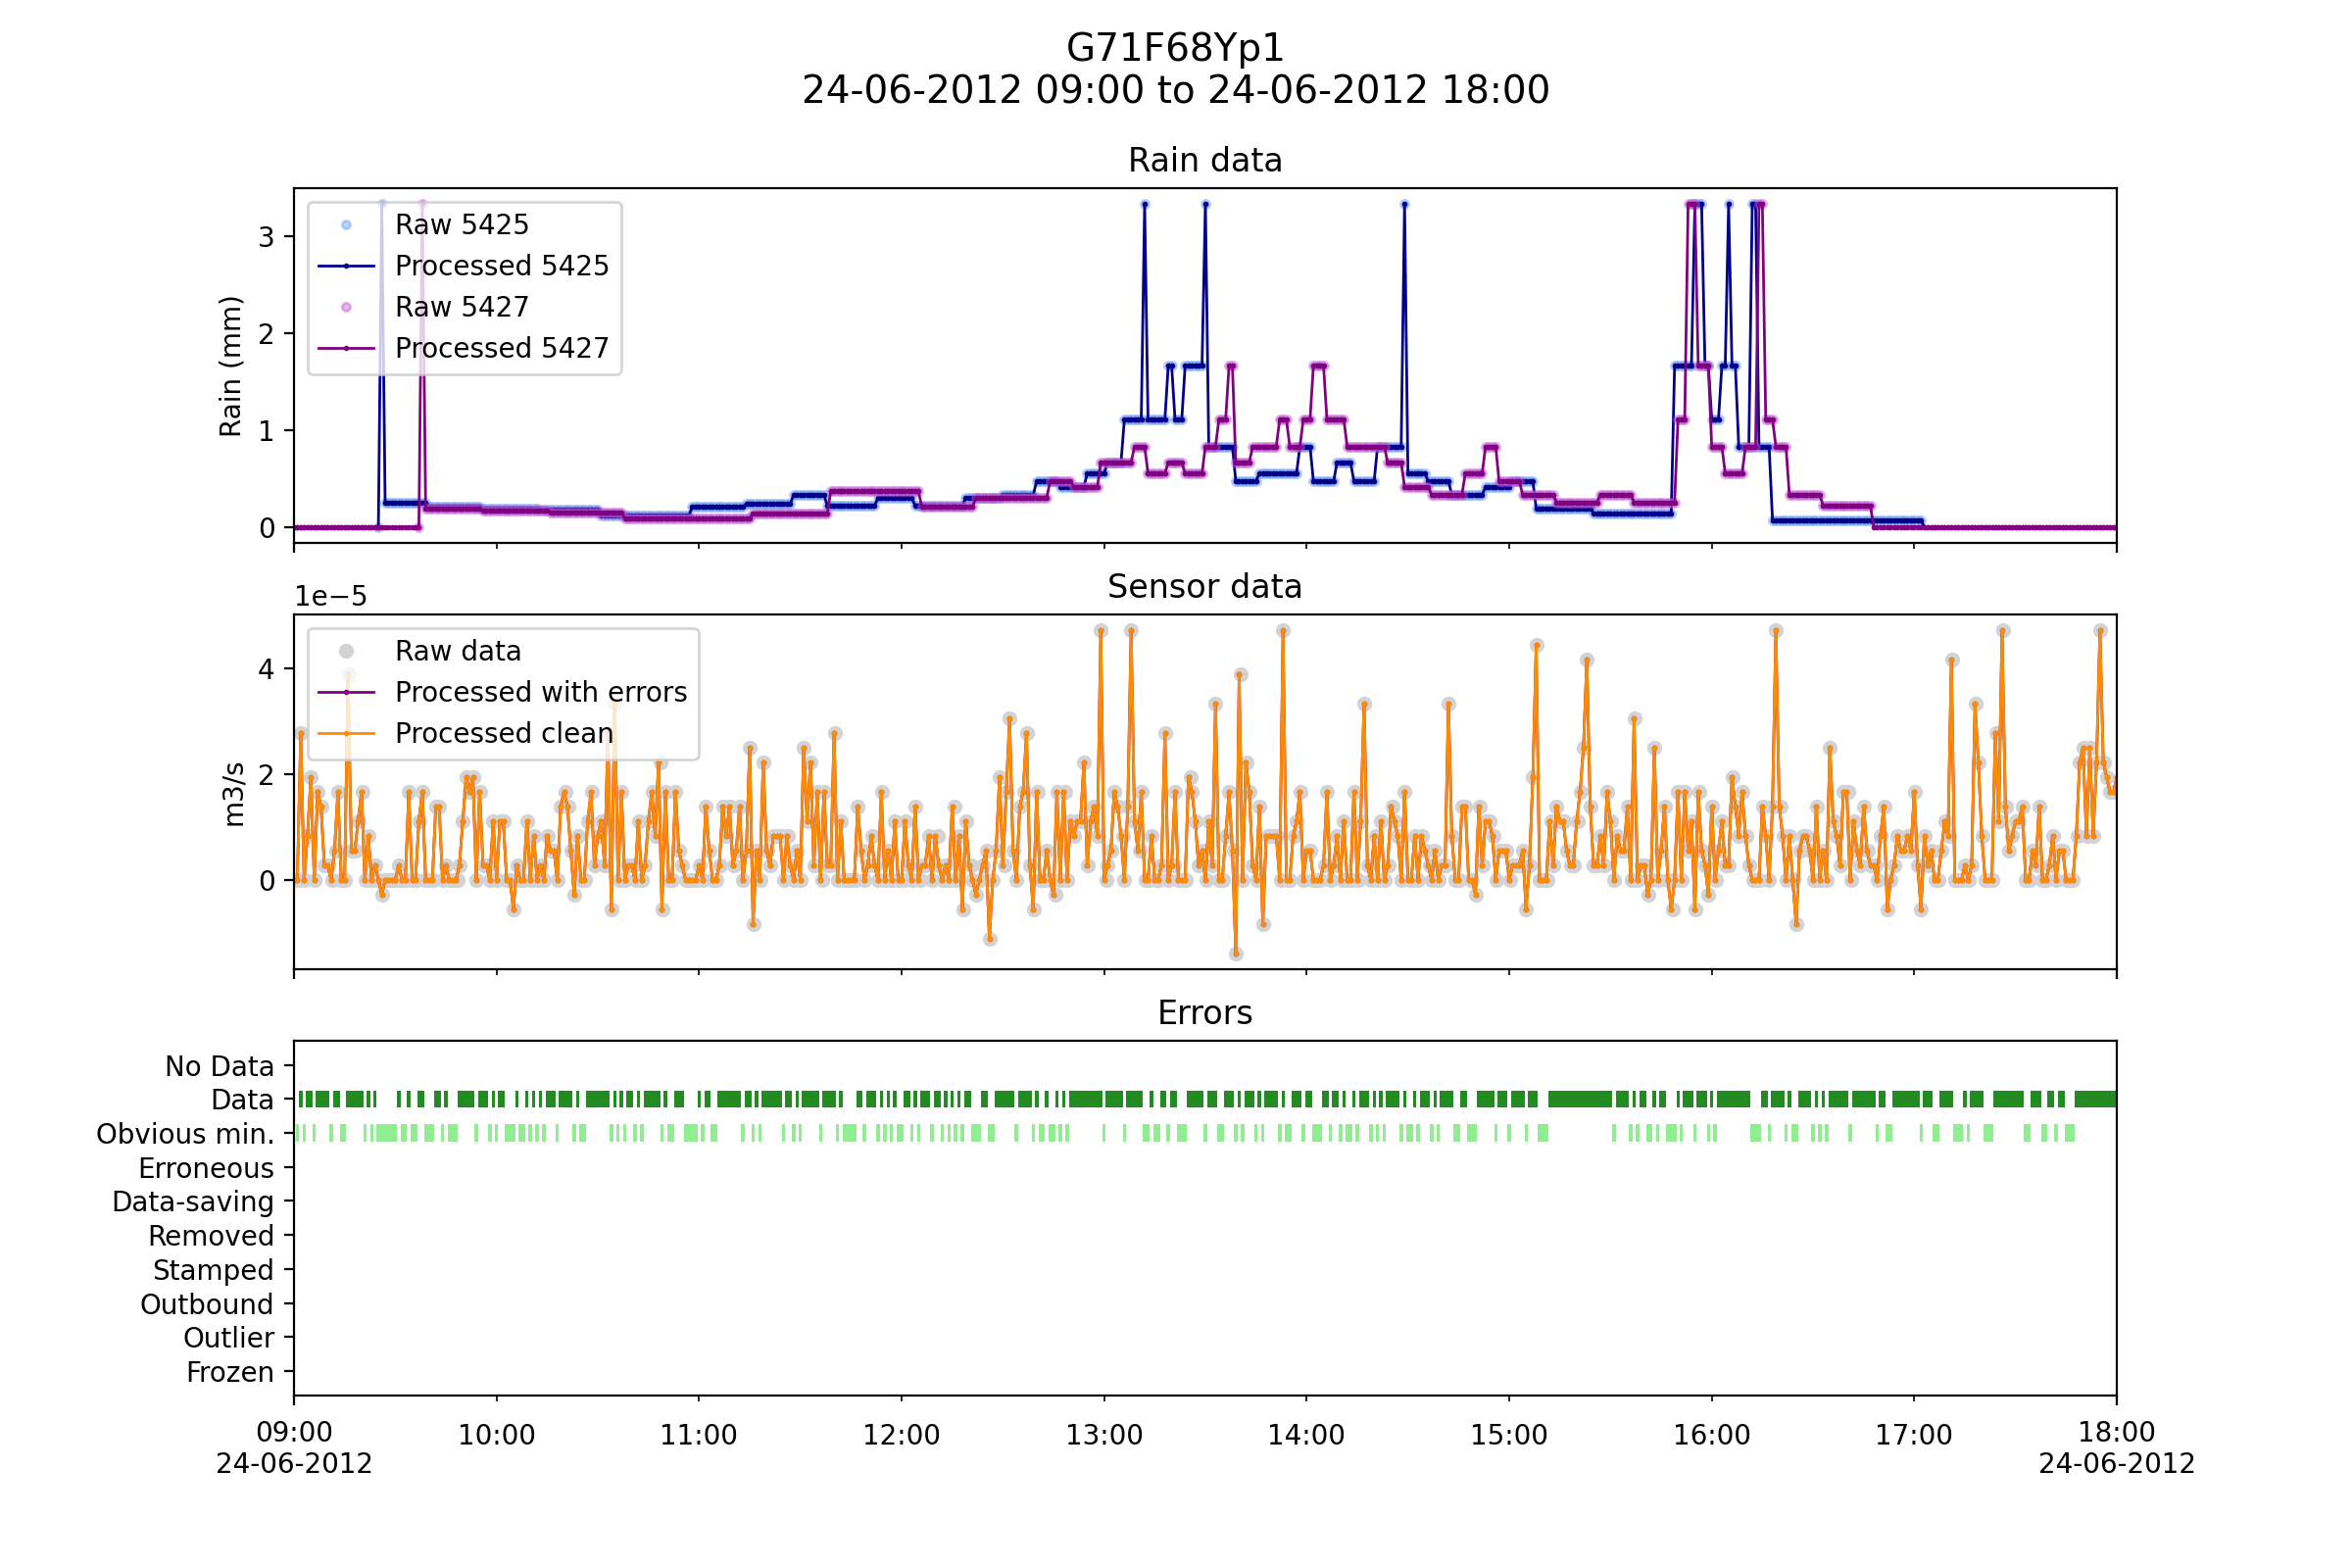 G71F68Yp1
24-06-2012 09:00 to 24-06-2012 18:00
Rain data
Rain (mm)
3
2
1
0
Raw 5425
Processed 5425
Raw 5427
Processed 5427
Sensor data
1e−5
m3/s
4
2
0
Raw data
Processed with errors
Processed clean
Errors
No Data
Data
Obvious min.
Erroneous
Data-saving
Removed
Stamped
Outbound
Outlier
Frozen
09:00 10:00 11:00 12:00 13:00 14:00 15:00 16:00 17:00 18:00
24-06-2012 24-06-2012